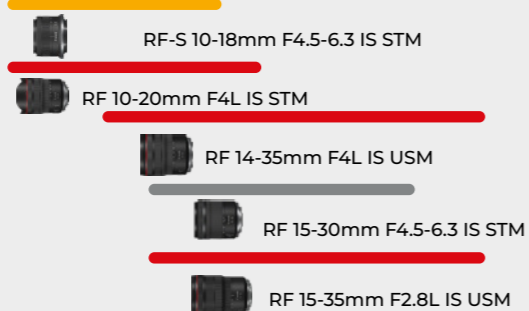 RF-S 10-18mm F4.5-6.3 IS STM
RF 10-20mm F4L IS STM
RF 14-35mm F4L IS USM
RF 15-30mm F4.5-6.3 IS STM
RF 15-35mm F2.8L IS USM